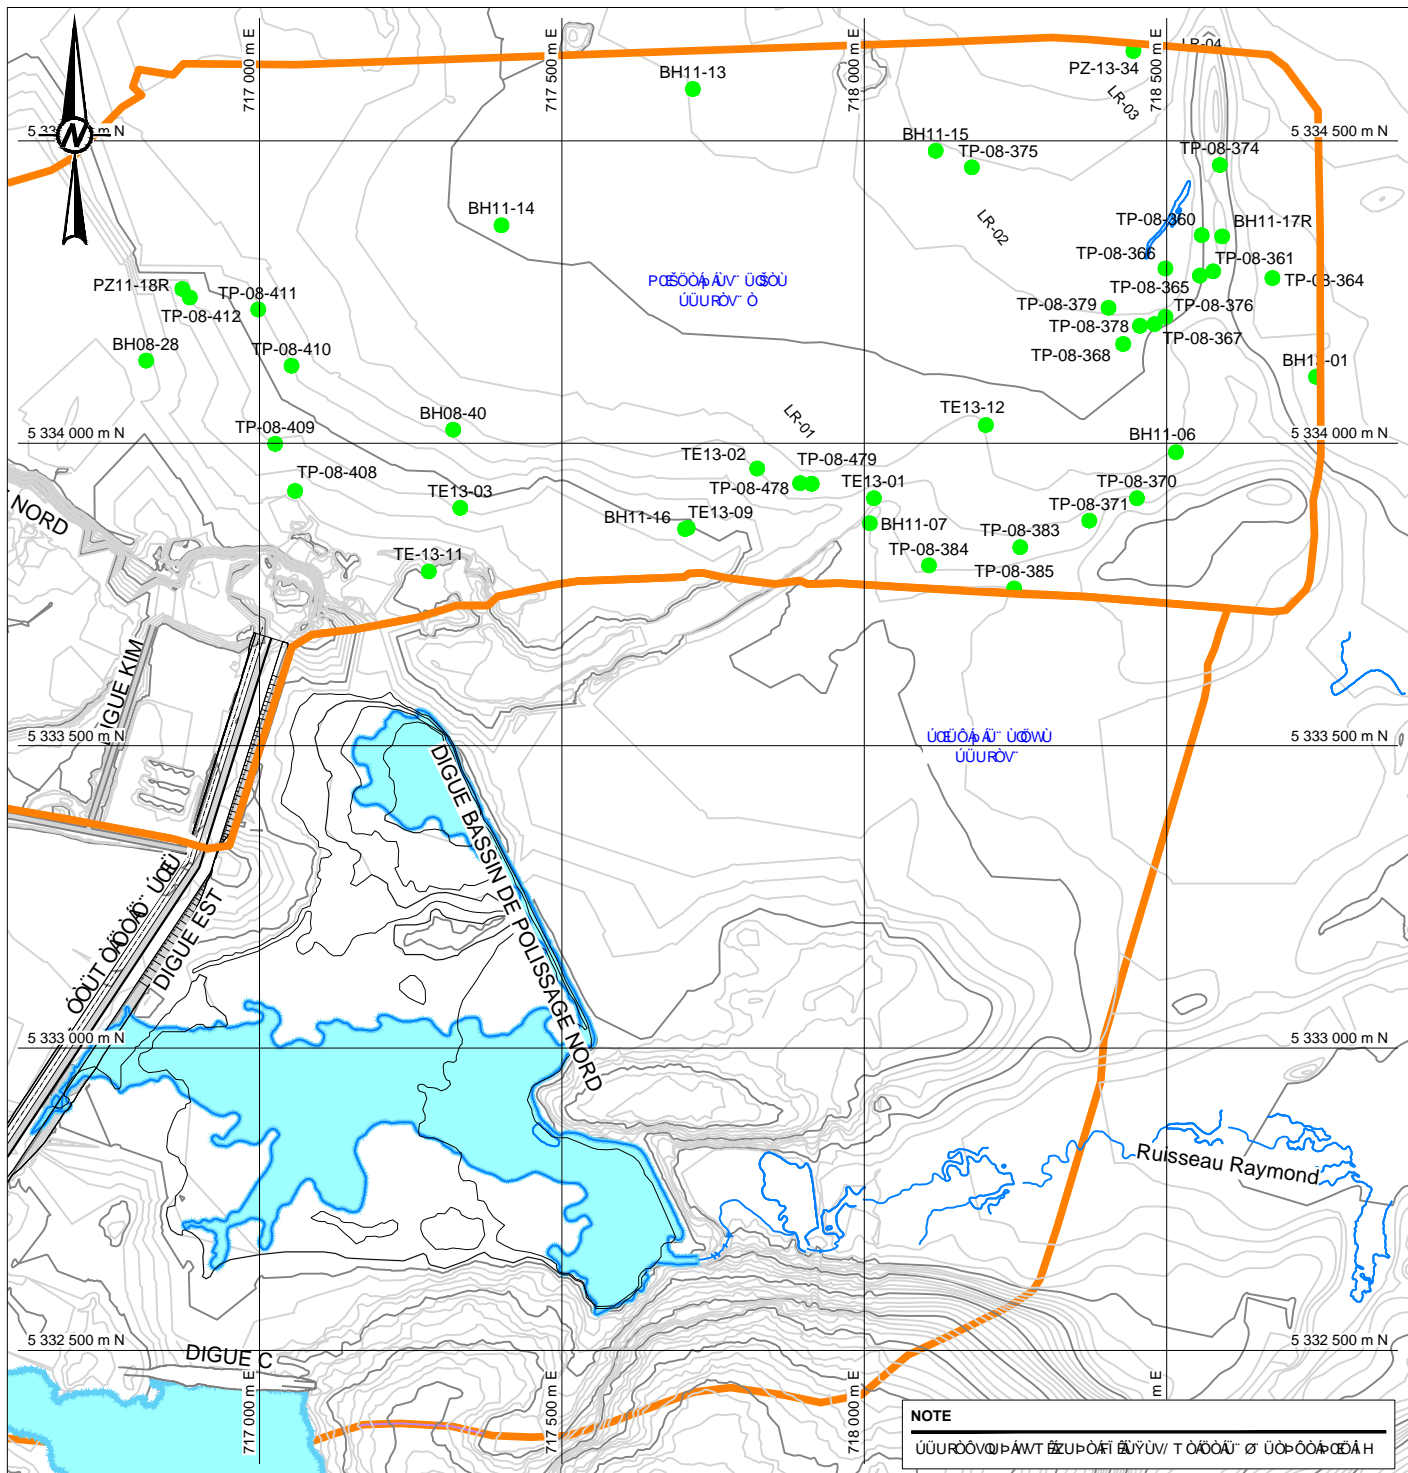 717 000 m E
717 500 m E
718 000 m E
718 500 m E
LR-04
PZ-13-34
BH11-13
LR-03
N
5 334 500 m N
BH11-15
TP-08-375
TP-08-374
BH11-14
LR-02
TP-08-360
BH11-17R
TP-08-366
TP-08-361
TP-08-365
TP-08-364
PZ11-18R
TP-08-412
TP-08-411
TP-08-379
TP-08-376
TP-08-378
TP-08-367
TP-08-368
BH08-28
TP-08-410
BH13-01
BH08-40
LR-01
TE13-12
5 334 000 m N
5 334 000 m N
TP-08-409
BH11-06
TE13-02
TP-08-479
TP-08-408
TP-08-478
TE13-01
TP-08-370
TE13-03
TE13-09
BH11-16
BH11-07
TP-08-371
TP-08-383
NORD
TE-13-11
TP-08-384
TP-08-385
DIGUE KIM
5 333 500 m N
5 333 500 m N
DIGUE BASSIN DE POLISSAGE NORD
DIGUE EST
5 333 000 m N
5 333 000 m N
Ruisseau Raymond
5 332 500 m N
5 332 500 m N
DIGUE C
717 000 m E
717 500 m E
718 000 m E
m E
NOTE